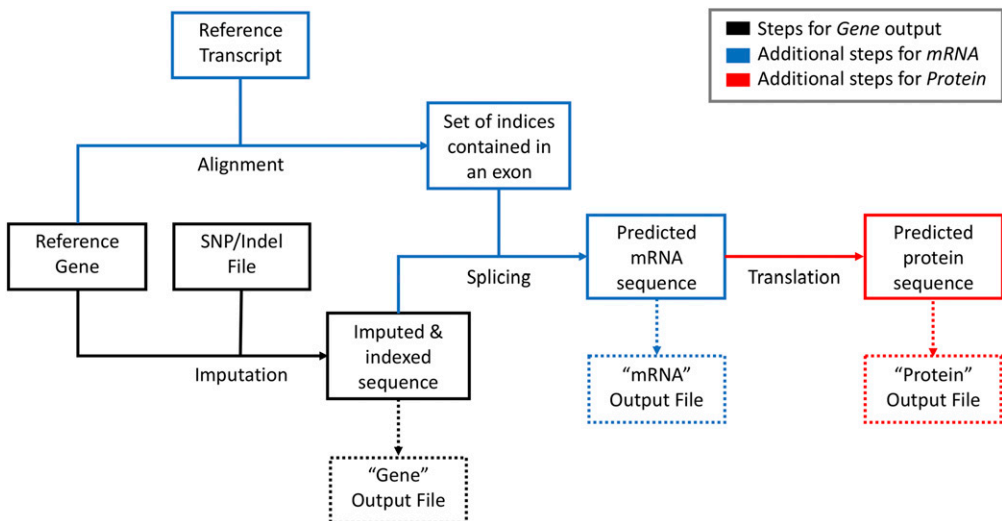 Reference
Transcript
Steps for Gene output
Additional steps for mRNA
Additional steps for Protein
Set of indices
contained in
an exon
Alignment
Reference
Gene
SNP/Indel
File
Predicted
mRNA
sequence
Predicted
protein
sequence
Splicing
Translation
Imputed &
indexed
sequence
Imputation
“mRNA”
Output File
“Protein”
Output File
“Gene”
Output File